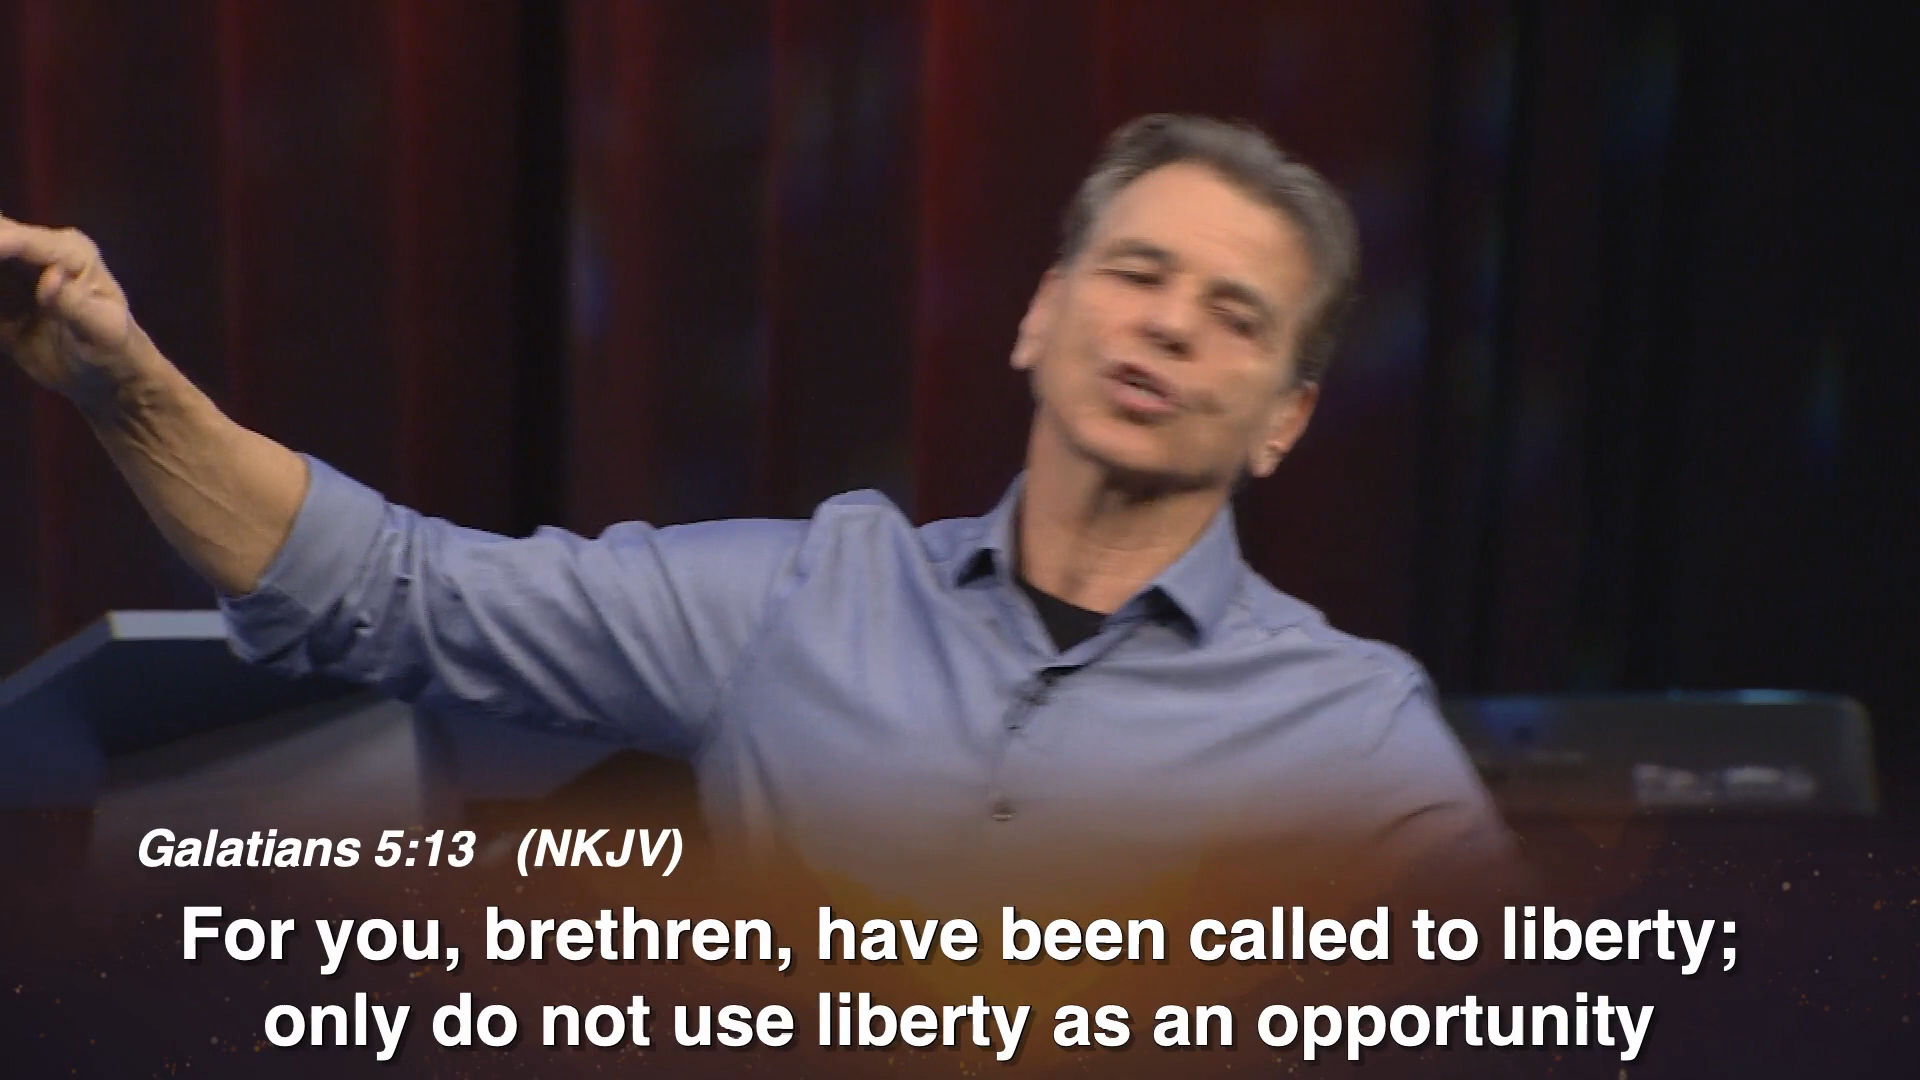 Galatians 5:13 (NKJV)
For you, brethren, have been called to liberty;
only do not use liberty as an opportunity